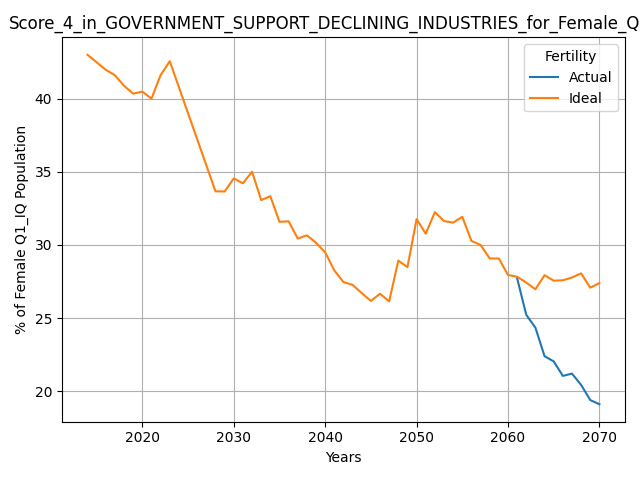 Score_4_in_GOVERNMENT_SUPPORT_DECLINING_INDUSTRIES_for_Female_Q
Fertility
Actual
Ideal
% of Female Q1_IQ Population
40
35
30
25
20
2020 2030 2040 2050 2060 2070
Years